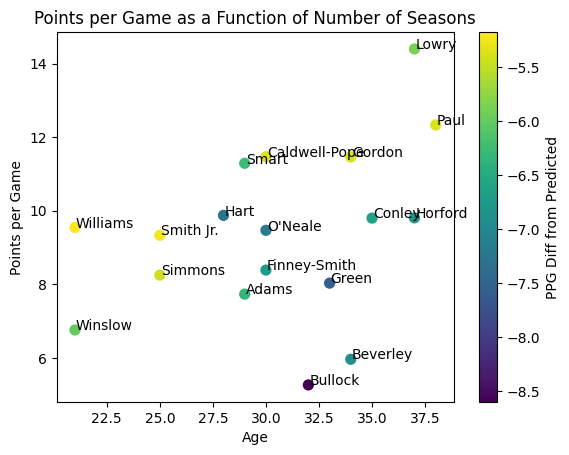 Points per Game as a Function of Number of Seasons
Lowry
Paul
Caldwell-Pope
Gordon
Smart
Hart
Conley
Horford
Williams
Smith Jr.
O'Neale
Simmons
Finney-Smith
Green
Adams
Winslow
Beverley
Bullock
14
12
10
8
6
Points per Game
22.5 25.0 27.5 30.0 32.5 35.0 37.5
Age
−5.5
−6.0
−6.5
−7.0
−7.5
−8.0
−8.5
PPG Diff from Predicted